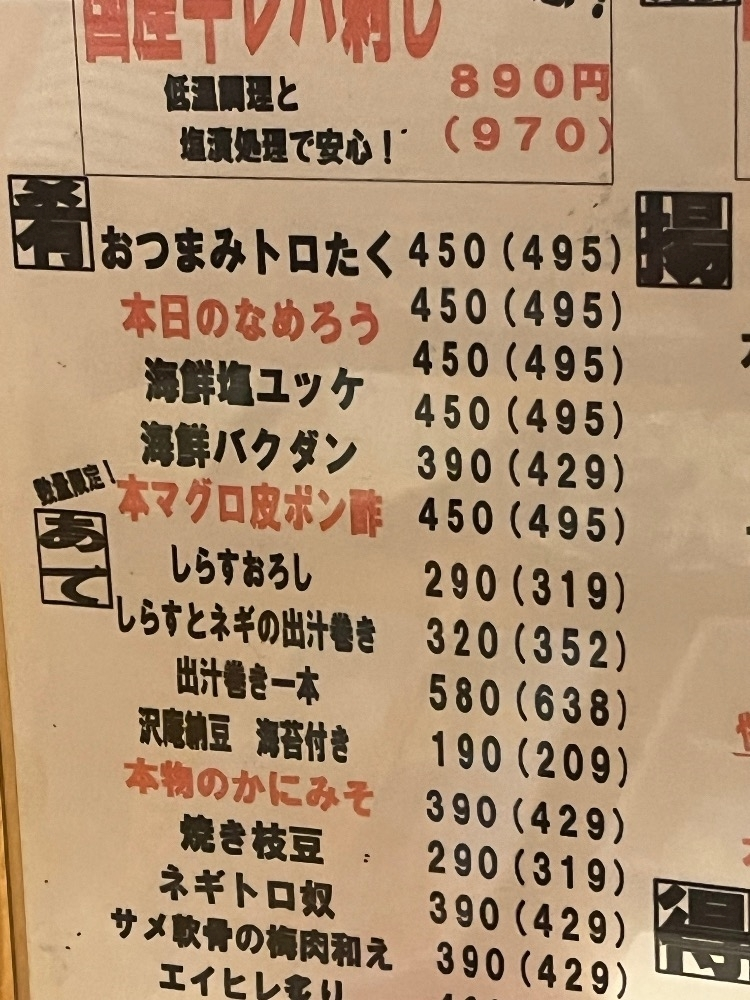 国産牛レバ刺し
低温調理と 890円
塩漬処理で安心! (970)
肴
揚
おつまみトロたく 450(495)
本日のなめろう 450(495)
海鮮塩ユッケ 450(495)
海鮮バクダン 450(495)
数量限定!
本マグロ皮ポン酢 390(429)
あて
しらすおろし 450(495)
しらすとネギの出汁巻き 290(319)
出汁巻き一本 320(352)
沢庵納豆 海苔付き 580(638)
本物のかにみそ 190(209)
焼き枝豆 390(429)
ネギトロ奴 290(319)
サメ軟骨の梅肉和え 390(429)
エイヒレ炙り 390(429)
得